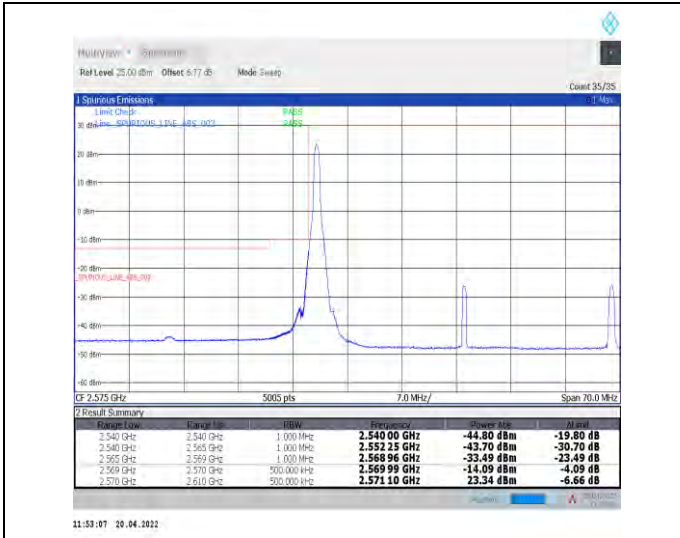 MultiView Spectrum
Ref Level 25.00 dBm Offset 6.77 dB Mode Sweep
Count 35/35
1 Spurious Emissions
Limit Check PASS
Line _SPURIOUS_LINE_ABS_003 PASS
30 dBm
20 dBm
10 dBm
0 dBm
-10 dBm
-20 dBm
_SPURIOUS_LINE_ABS_003
-30 dBm
-40 dBm
-50 dBm
-60 dBm
CF 2.575 GHz 5005 pts 7.0 MHz/ Span 70.0 MHz
2 Result Summary
Range Low Range Up RBW Frequency Power Abs ΔLimit
2.540 GHz 2.540 GHz 1.000 MHz 2.540 00 GHz -44.80 dBm -19.80 dB
2.540 GHz 2.565 GHz 1.000 MHz 2.552 25 GHz -43.70 dBm -30.70 dB
2.565 GHz 2.569 GHz 1.000 MHz 2.568 96 GHz -33.49 dBm -23.49 dB
2.569 GHz 2.570 GHz 500.000 kHz 2.569 99 GHz -14.09 dBm -4.09 dB
2.570 GHz 2.610 GHz 500.000 kHz 2.571 10 GHz 23.34 dBm -6.66 dB
11:53:07 20.04.2022